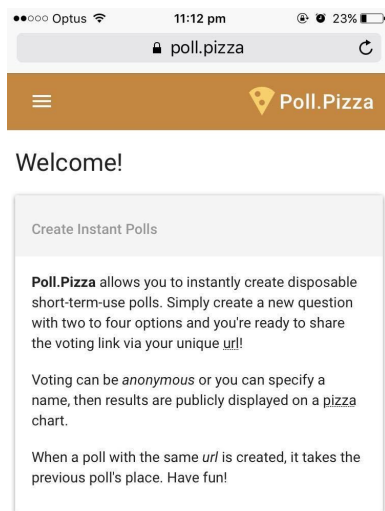 Optus 11:12 pm 23%
poll.pizza
Poll.Pizza
Welcome!
Create Instant Polls
Poll.Pizza allows you to instantly create disposable
short-term-use polls. Simply create a new question
with two to four options and you're ready to share
the voting link via your unique url!
Voting can be anonymous or you can specify a
name, then results are publicly displayed on a pizza
chart.
When a poll with the same url is created, it takes the
previous poll's place. Have fun!